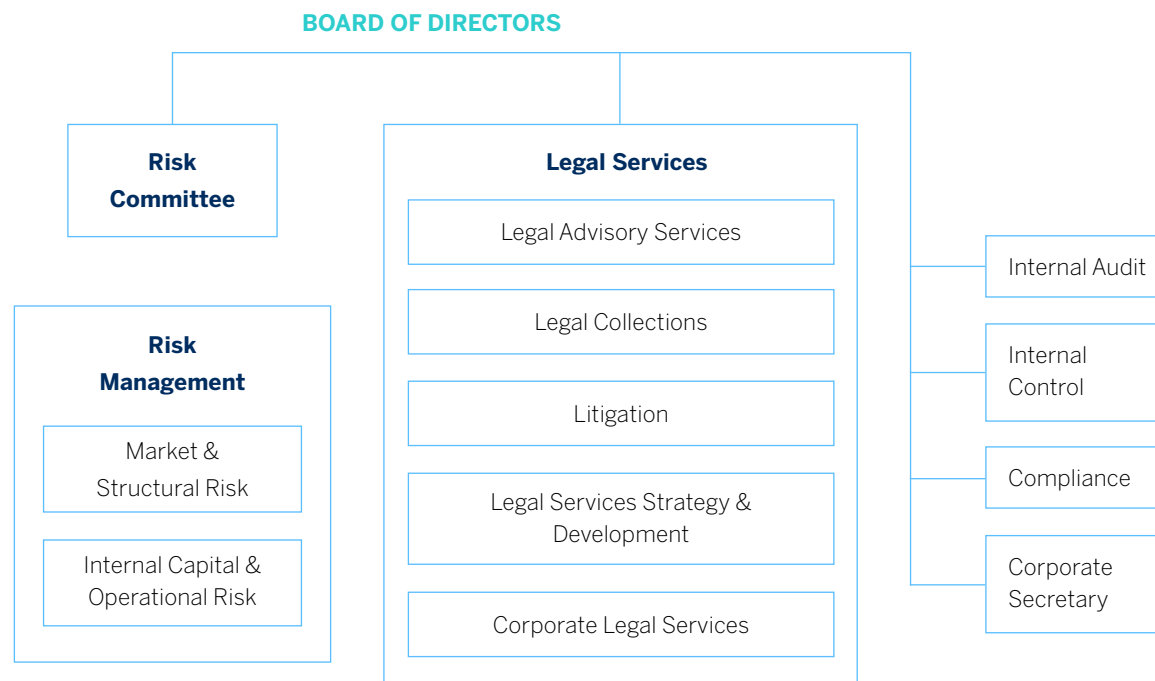 BOARD OF DIRECTORS
Risk
Committee
Risk
Management
Market &
Structural Risk
Internal Capital &
Operational Risk
Legal Services
Legal Advisory Services
Legal Collections
Litigation
Legal Services Strategy &
Development
Corporate Legal Services
Internal Audit
Internal
Control
Compliance
Corporate
Secretary